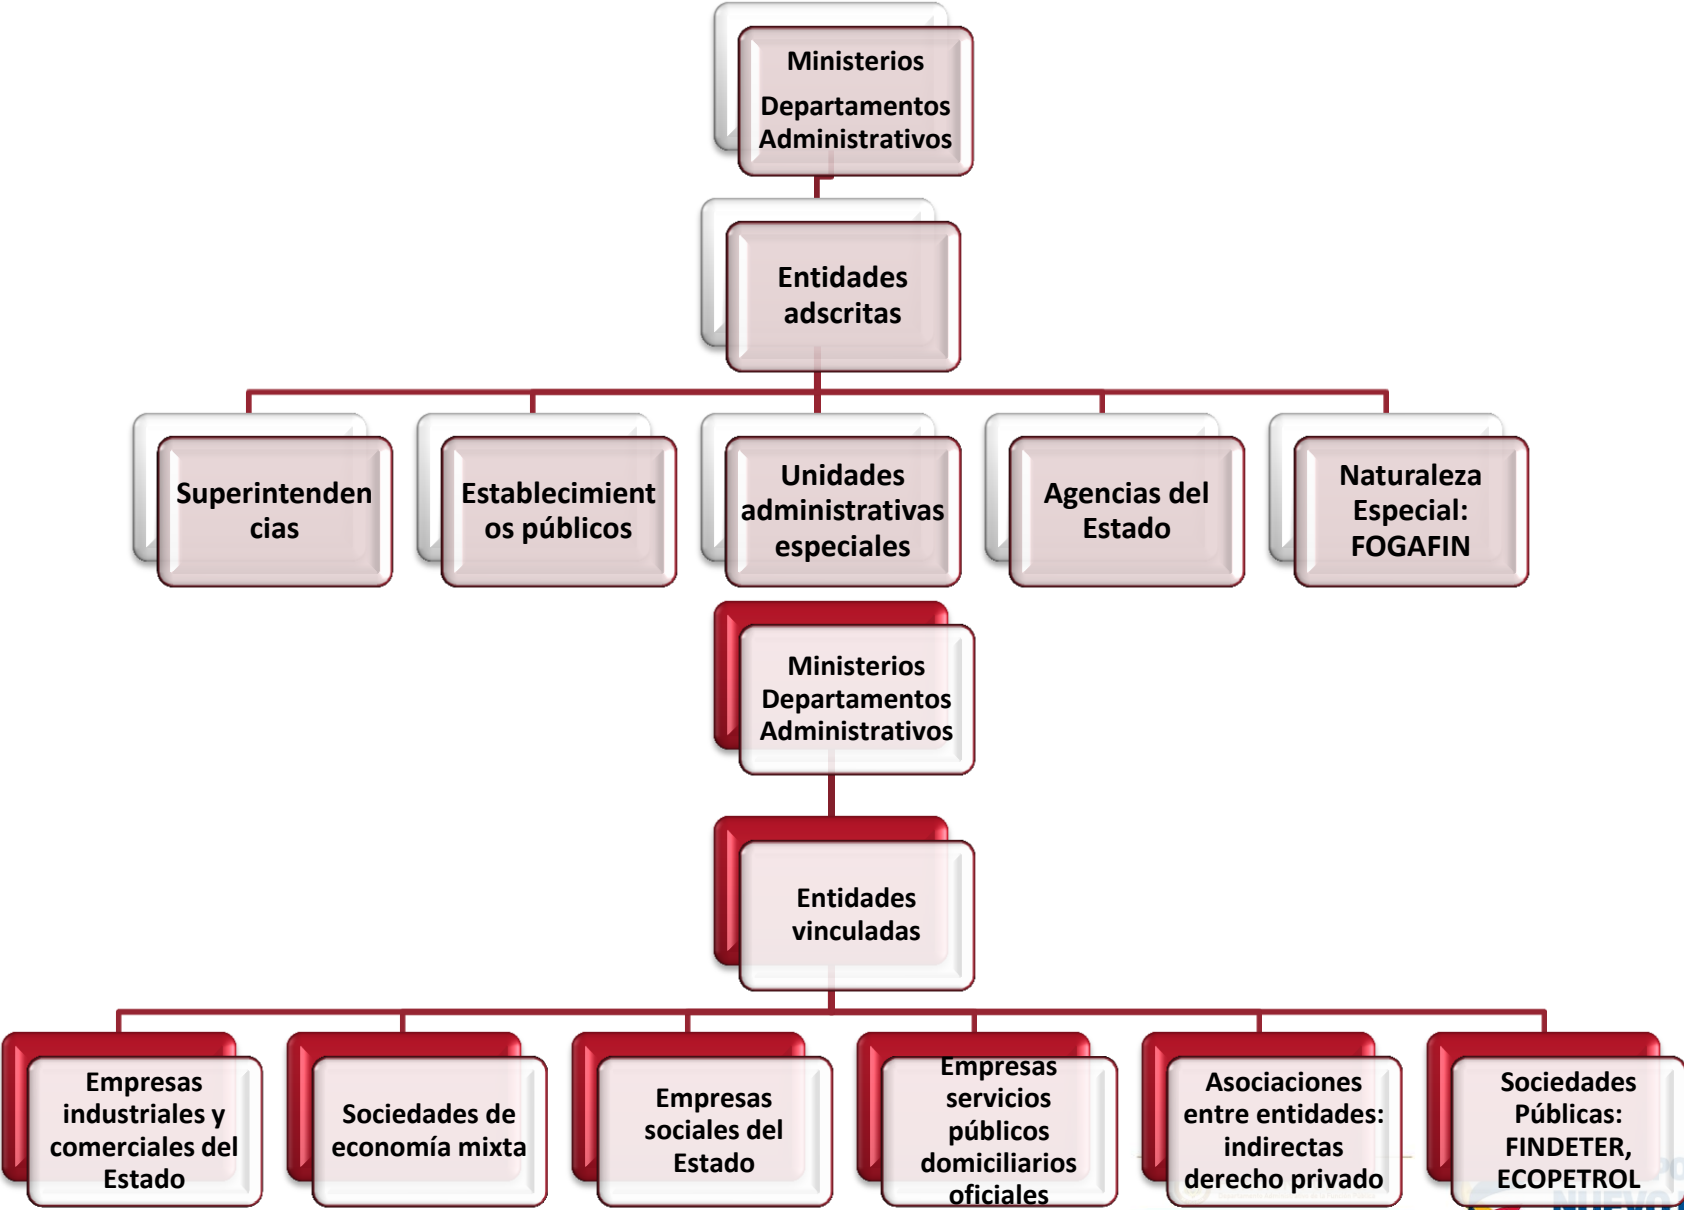 Ministerios
Departamentos
Administrativos
Entidades
adscritas
Superintenden
cias
Establecimient
os públicos
Unidades
administrativas
especiales
Agencias del
Estado
Naturaleza
Especial:
FOGAFIN
Ministerios
Departamentos
Administrativos
Entidades
vinculadas
Empresas
industriales y
comerciales del
Estado
Sociedades de
economía mixta
Empresas
sociales del
Estado
Empresas
servicios
públicos
domiciliarios
oficiales
Asociaciones
entre entidades:
indirectas
derecho privado
Sociedades
Públicas:
FINDETER,
ECOPETROL